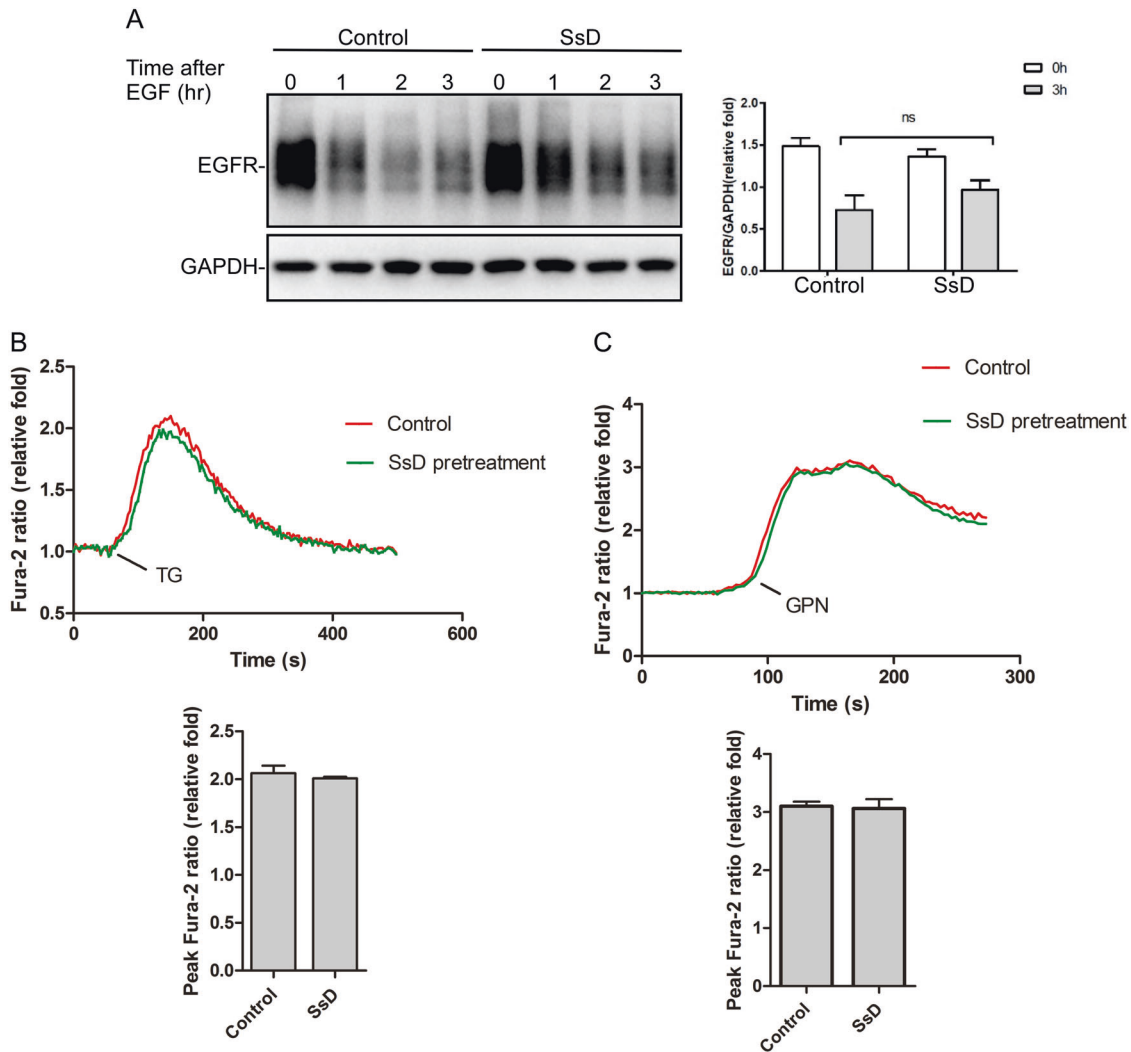 A
Control SsD
Time after
EGF (hr)
0 1 2 3 0 1 2 3
EGFR-
GAPDH-
0h
3h
EGFR/GAPDH(relative fold)
2.0
1.5
1.0
0.5
0.0
ns
Control SsD
B
Fura-2 ratio (relative fold)
2.5
2.0
1.5
1.0
0.5
Control
SsD pretreatment
TG
0 200 400 600
Time (s)
Peak Fura-2 ratio (relative fold)
2.5
2.0
1.5
2.0
0.5
0.0
Control SsD
C
Control
SsD pretreatment
Fura-2 ratio (relative fold)
4
3
2
1
4
GPN
0 100 200 300
Time (s)
Peak Fura-2 ratio (relative fold)
4
3
2
1
0
Control SsD